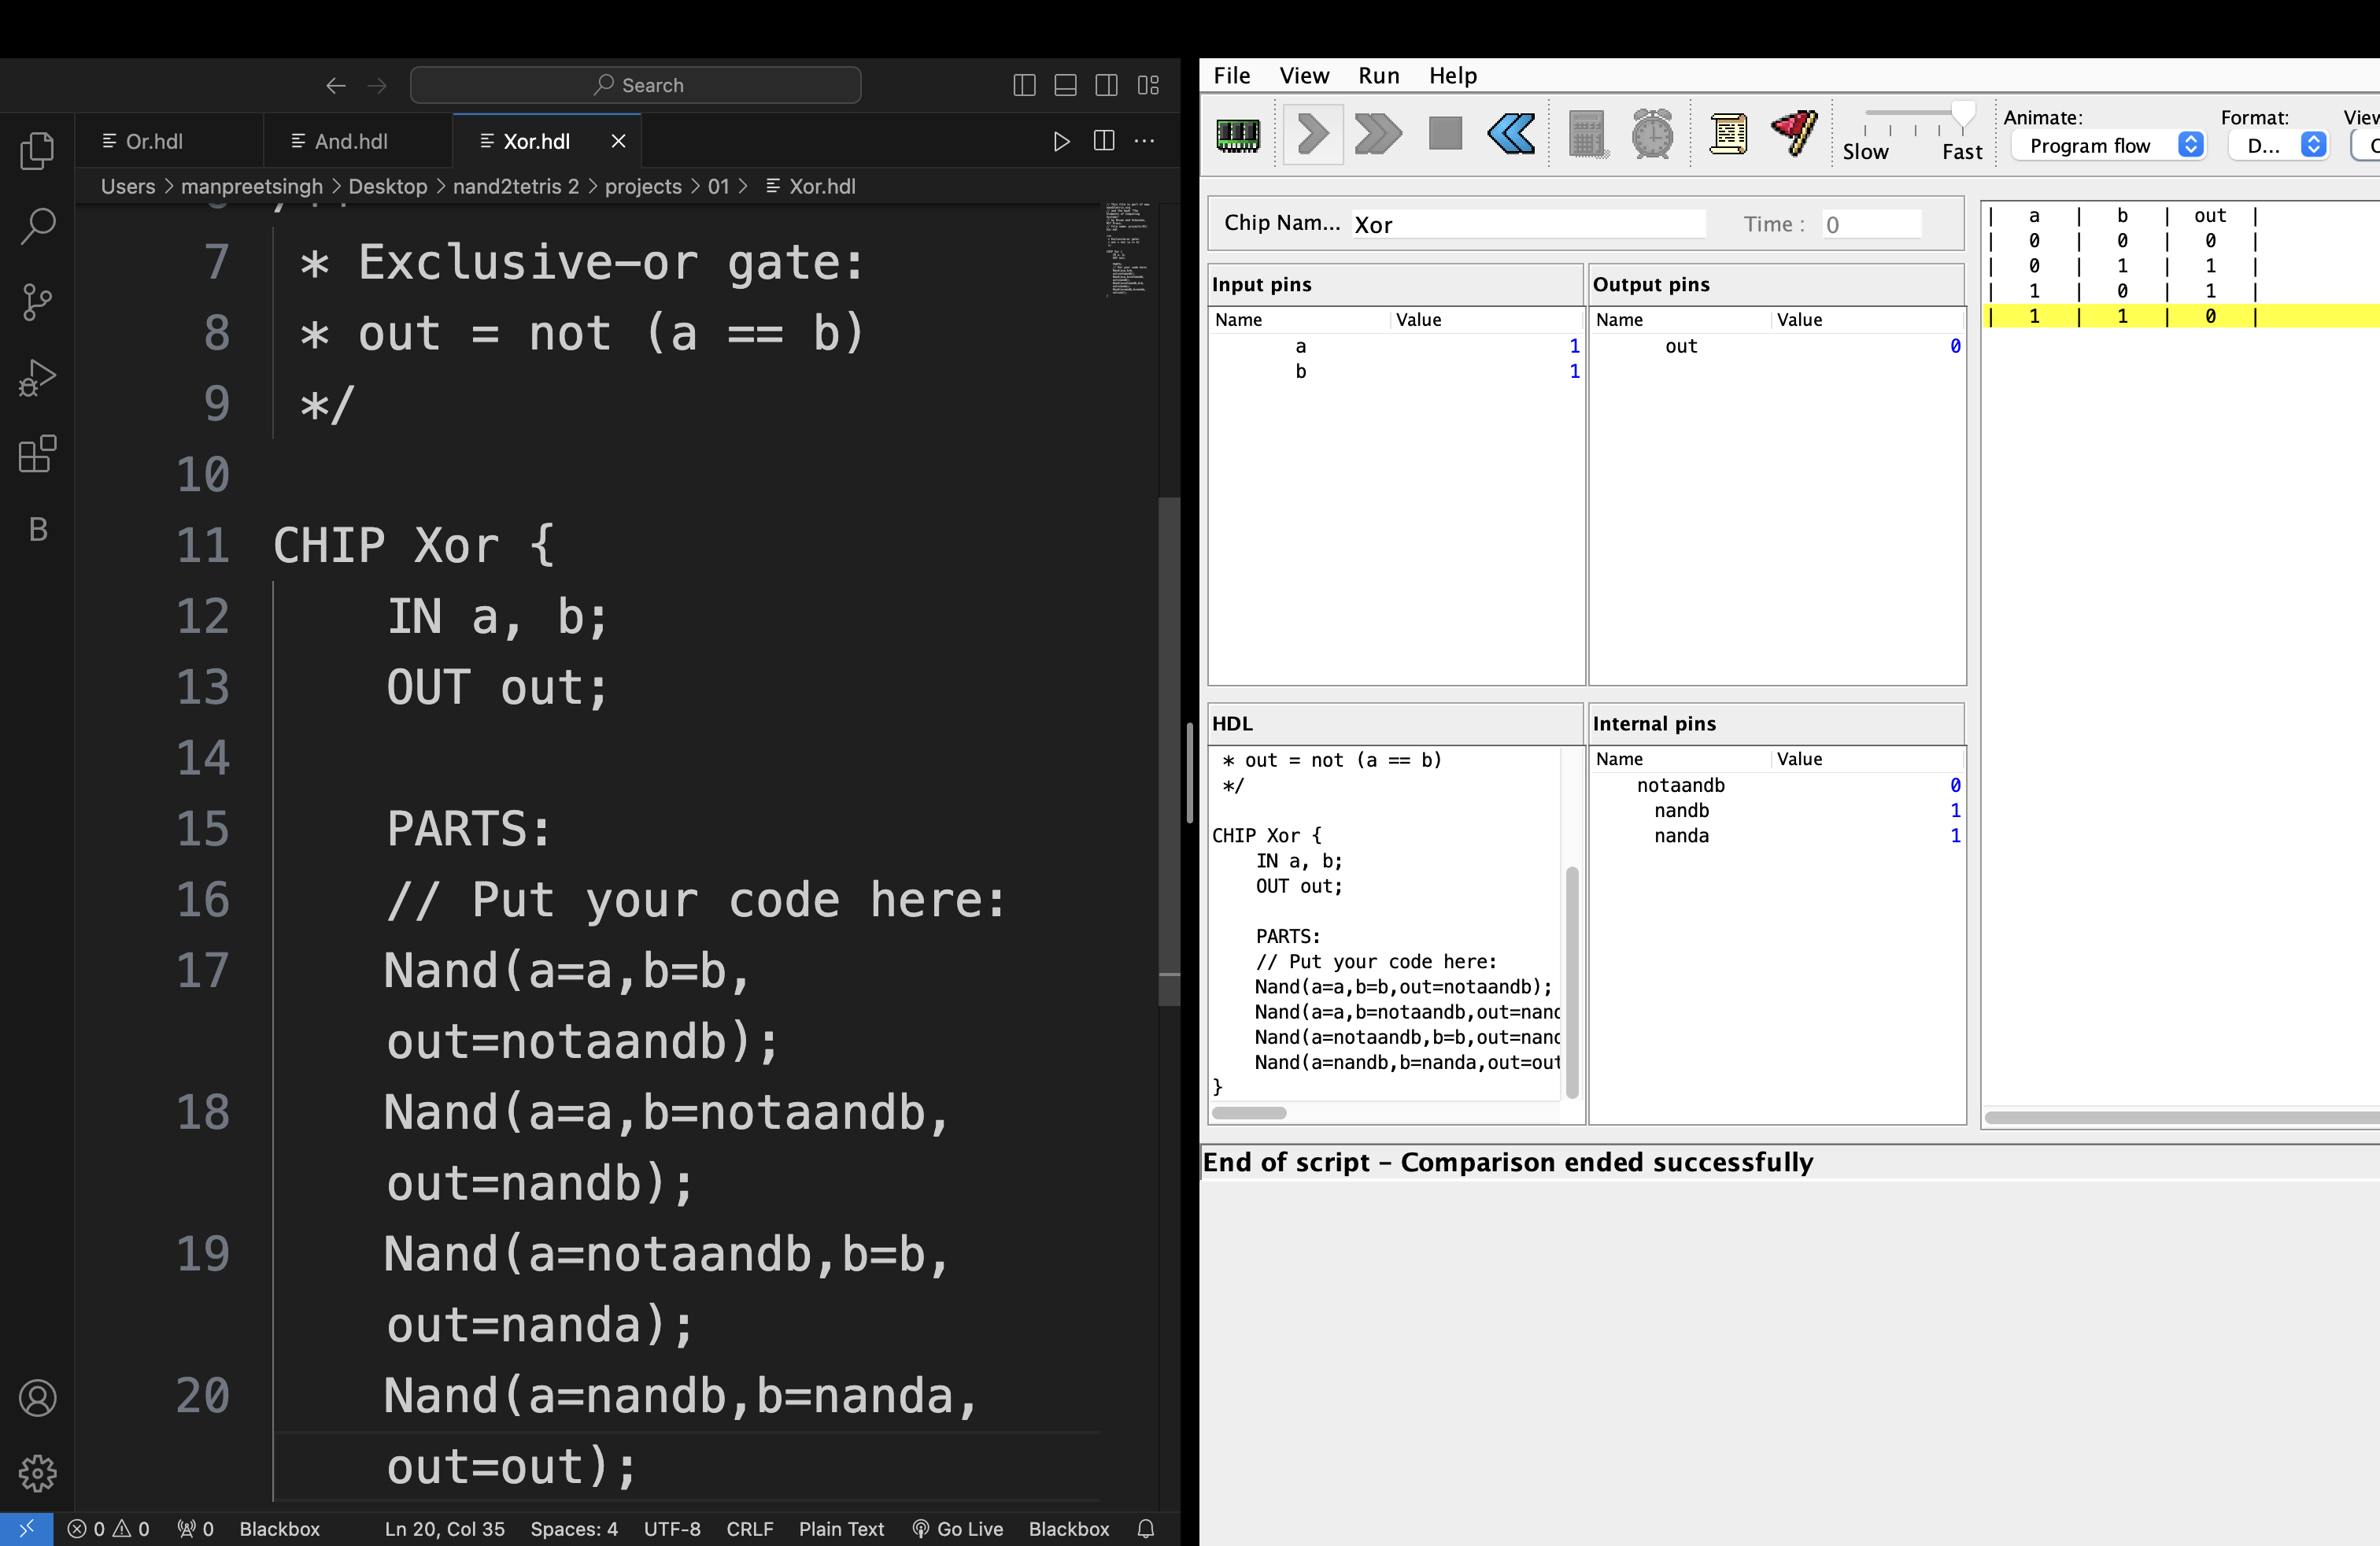 Search
Or.hdl
And.hdl
Xor.hdl
Users > manpreetsingh > Desktop > nand2tetris 2 > projects > 01 > Xor.hdl
7 * Exclusive-or gate:
8 * out = not (a == b)
9 */
10
11 CHIP Xor {
12 IN a, b;
13 OUT out;
14
15 PARTS:
16 // Put your code here:
17 Nand(a=a,b=b,
out=notaandb);
18 Nand(a=a,b=notaandb,
out=nandb);
19 Nand(a=notaandb,b=b,
out=nanda);
20 Nand(a=nandb,b=nanda,
out=out);
B
0 0 0 Blackbox Ln 20, Col 35 Spaces: 4 UTF-8 CRLF Plain Text Go Live Blackbox
File View Run Help
Slow Fast
Animate:
Program flow
Format:
D...
View
Chip Nam... Xor Time : 0
Input pins
Name Value
a 1
b 1
Output pins
Name Value
out 0
HDL
* out = not (a == b)
*/
CHIP Xor {
IN a, b;
OUT out;
PARTS:
// Put your code here:
Nand(a=a,b=b,out=notaandb);
Nand(a=a,b=notaandb,out=nand
Nand(a=notaandb,b=b,out=nand
Nand(a=nandb,b=nanda,out=out
}
Internal pins
Name Value
notaandb 0
nandb 1
nanda 1
| a | b | out |
| 0 | 0 | 0 |
| 0 | 1 | 1 |
| 1 | 0 | 1 |
| 1 | 1 | 0 |
End of script - Comparison ended successfully